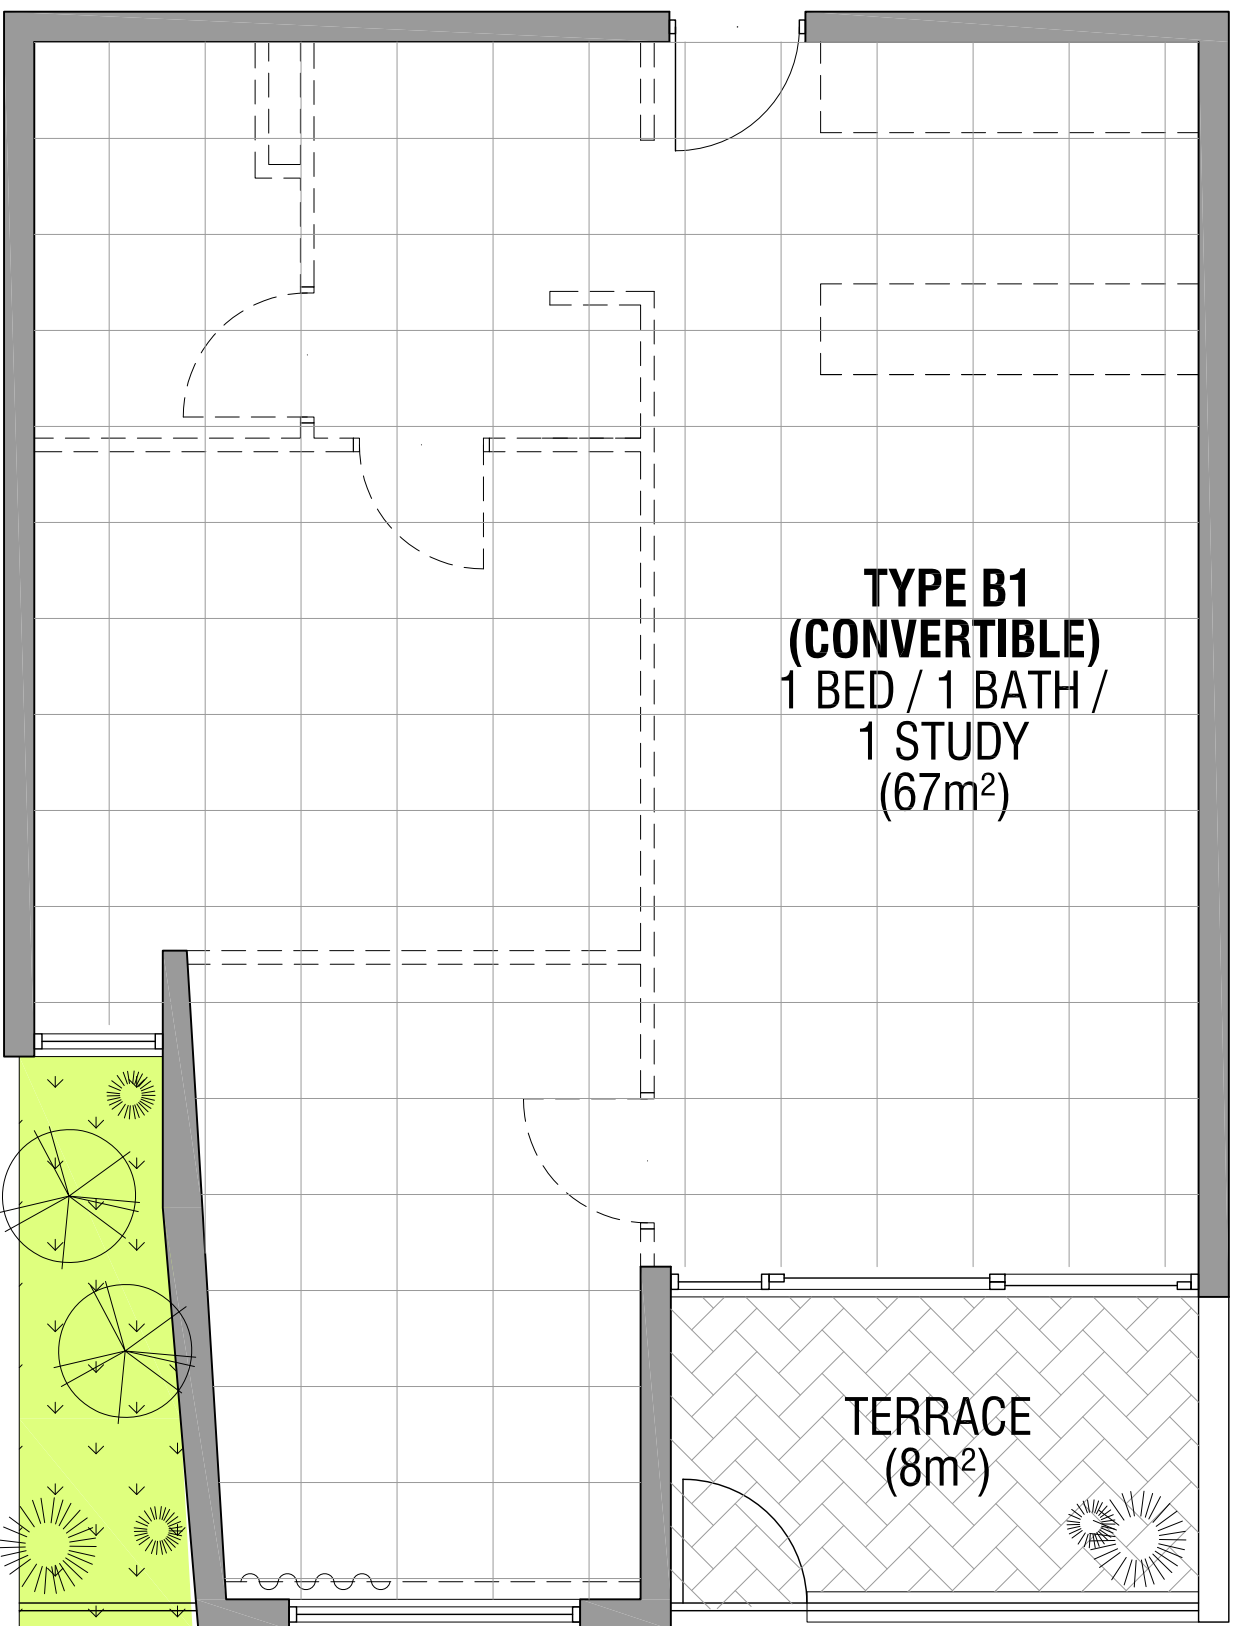 TYPE B1
(CONVERTIBLE)
1 BED / 1 BATH /
1 STUDY
(67m²)
TERRACE
(8m²)